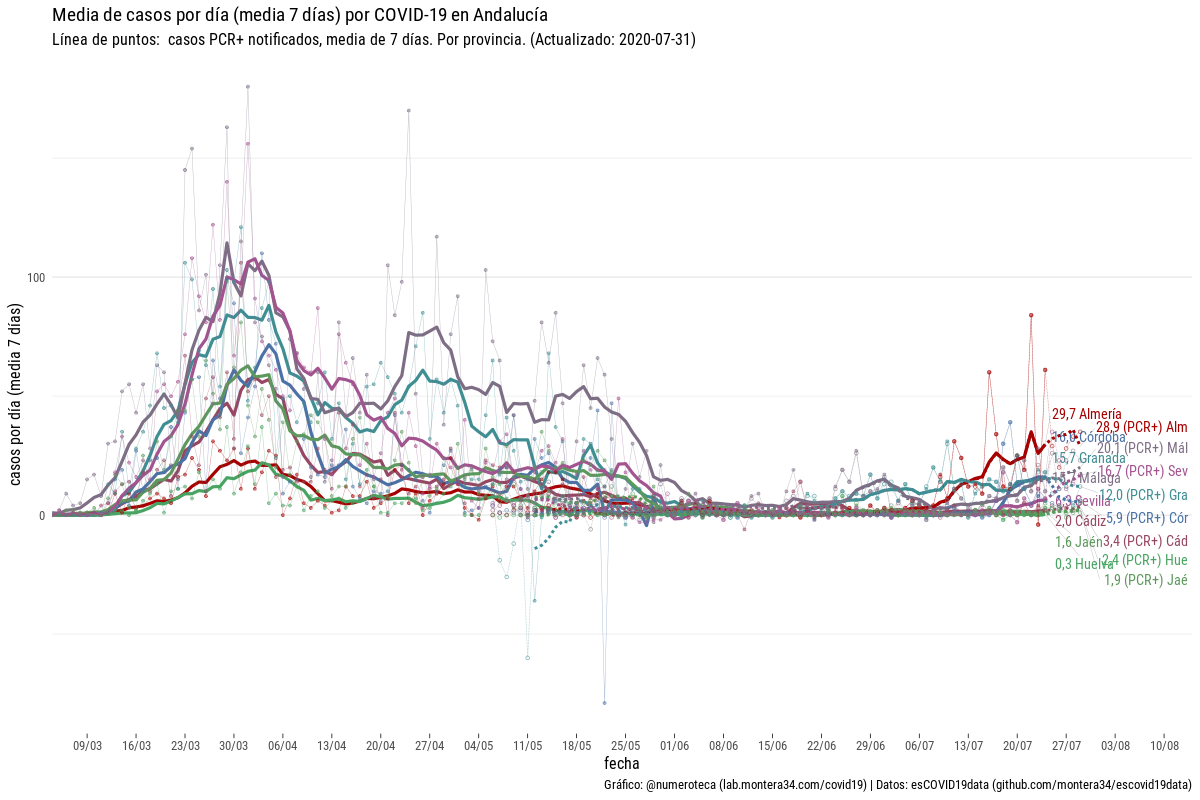 Media de casos por día (media 7 días) por COVID-19 en Andalucía
Línea de puntos:  casos PCR+ notificados, media de 7 días. Por provincia. (Actualizado: 2020-07-31)
casos por día (media 7 días)
100
0
29,7 Almería
28,9 (PCR+) Alm
Córdoba
20,1 (PCR+) Mál
15,7 Granada
16,7 (PCR+) Sev
Málaga
12,0 (PCR+) Gra
Sevilla
2,0 Cádiz
5,9 (PCR+) Cór
1,6 Jaén
3,4 (PCR+) Cád
0,3 Huelva
2,4 (PCR+) Hue
1,9 (PCR+) Jaé
09/03 16/03 23/03 30/03 06/04 13/04 20/04 27/04 04/05 11/05 18/05 25/05 01/06 08/06 15/06 22/06 29/06 06/07 13/07 20/07 27/07 03/08 10/08
fecha
Gráfico: @numeroteca (lab.montera34.com/covid19) | Datos: esCOVID19data (github.com/montera34/escovid19data)